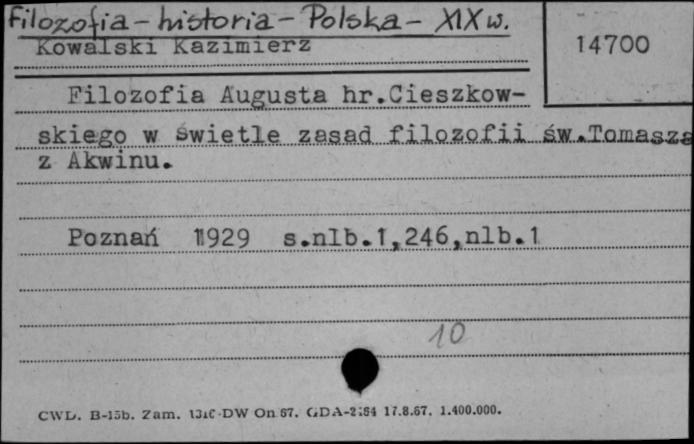 Filozofia - historia - Polska - XIX w.
Kowalski Kazimierz
14700
Filozofia Augusta hr.Cieszkow-
skiego w świetle zasad filozofii św.Tomasza
z Akwinu.
Poznań 1929 s.nlb.1,246,nlb.1
10
CWD. B-15b. Zam. DW On 67. GDA-2 17.8.67. 1.400.000.